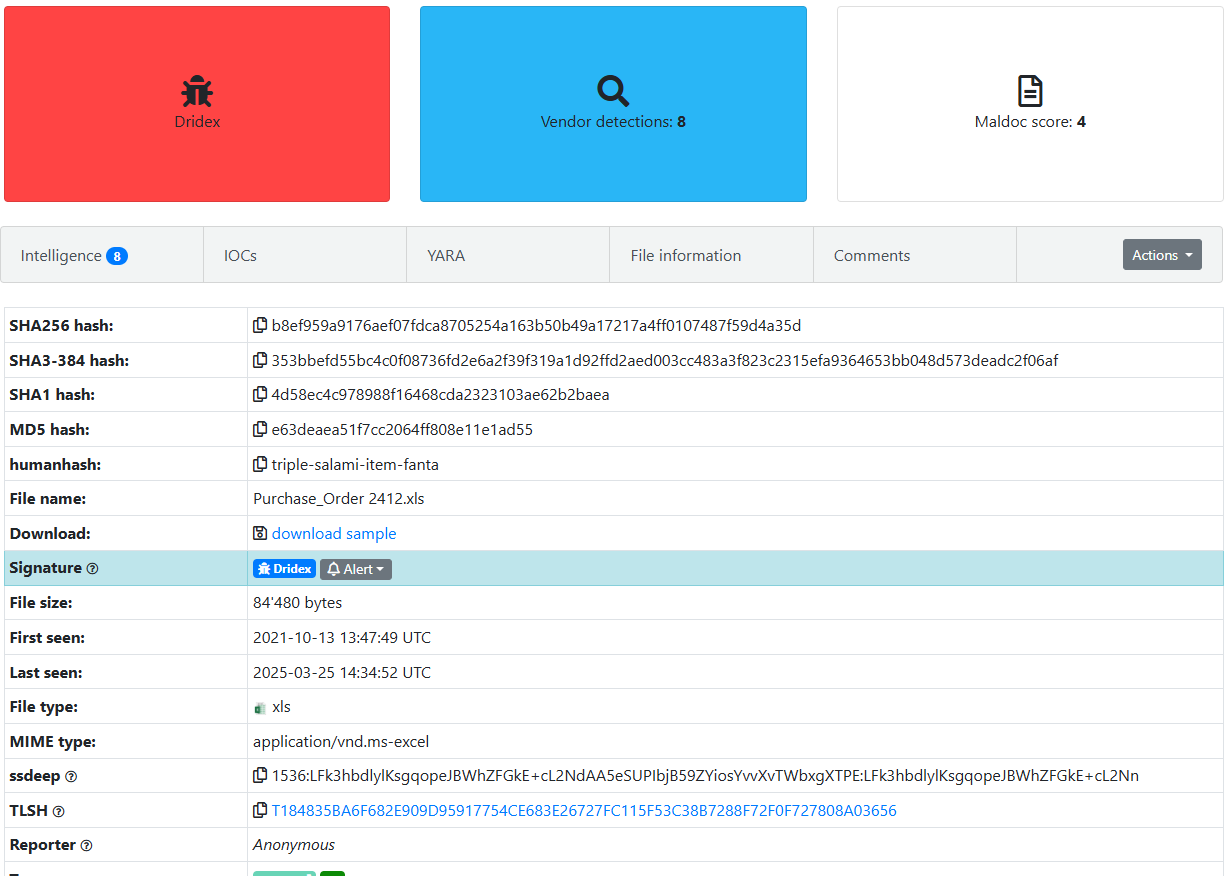 Dridex
Vendor detections: 8
Maldoc score: 4
Intelligence 8
IOCs
YARA
File information
Comments
Actions
SHA256 hash: b8ef959a9176aef07fdca8705254a163b50b49a17217a4ff0107487f59d4a35d
SHA3-384 hash: 353bbefd55bc4c0f08736fd2e6a2f39f319a1d92ffd2aed003cc483a3f823c2315efa9364653bb048d573deadc2f06af
SHA1 hash: 4d58ec4c978988f16468cda2323103ae62b2baea
MD5 hash: e63deaea51f7cc2064ff808e11e1ad55
humanhash: triple-salami-item-fanta
File name: Purchase_Order 2412.xls
Download: download sample
Signature Dridex Alert
File size: 84'480 bytes
First seen: 2021-10-13 13:47:49 UTC
Last seen: 2025-03-25 14:34:52 UTC
File type: xls
MIME type: application/vnd.ms-excel
ssdeep 1536:LFk3hbdlylKsgqopeJBWhZFGkE+cL2NdAA5eSUPIbjB59ZYiosYvvXvTWbxgXTPE:LFk3hbdlylKsgqopeJBWhZFGkE+cL2Nn
TLSH T184835BA6F682E909D95917754CE683E26727FC115F53C38B7288F72F0F727808A03656
Reporter Anonymous